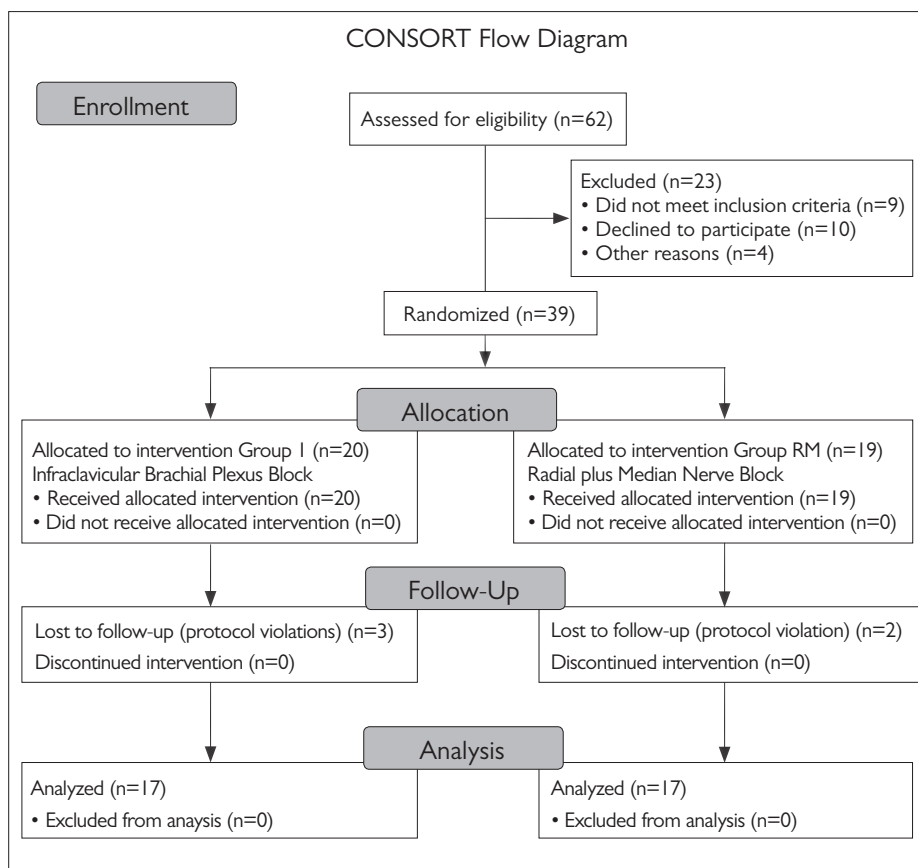 CONSORT Flow Diagram
Enrollment
Assessed for eligibility (n=62)
Excluded (n=23)
• Did not meet inclusion criteria (n=9)
• Declined to participate (n=10)
• Other reasons (n=4)
Randomized (n=39)
Allocation
Allocated to intervention Group I (n=20)
Infraclavicular Brachial Plexus Block
• Received allocated intervention (n=20)
• Did not receive allocated intervention (n=0)
Allocated to intervention Group RM (n=19)
Radial plus Median Nerve Block
• Received allocated intervention (n=19)
• Did not receive allocated intervention (n=0)
Follow-Up
Lost to follow-up (protocol violations) (n=3)
Discontinued intervention (n=0)
Lost to follow-up (protocol violation) (n=2)
Discontinued intervention (n=0)
Analysis
Analyzed (n=17)
• Excluded from anaysis (n=0)
Analyzed (n=17)
• Excluded from analysis (n=0)